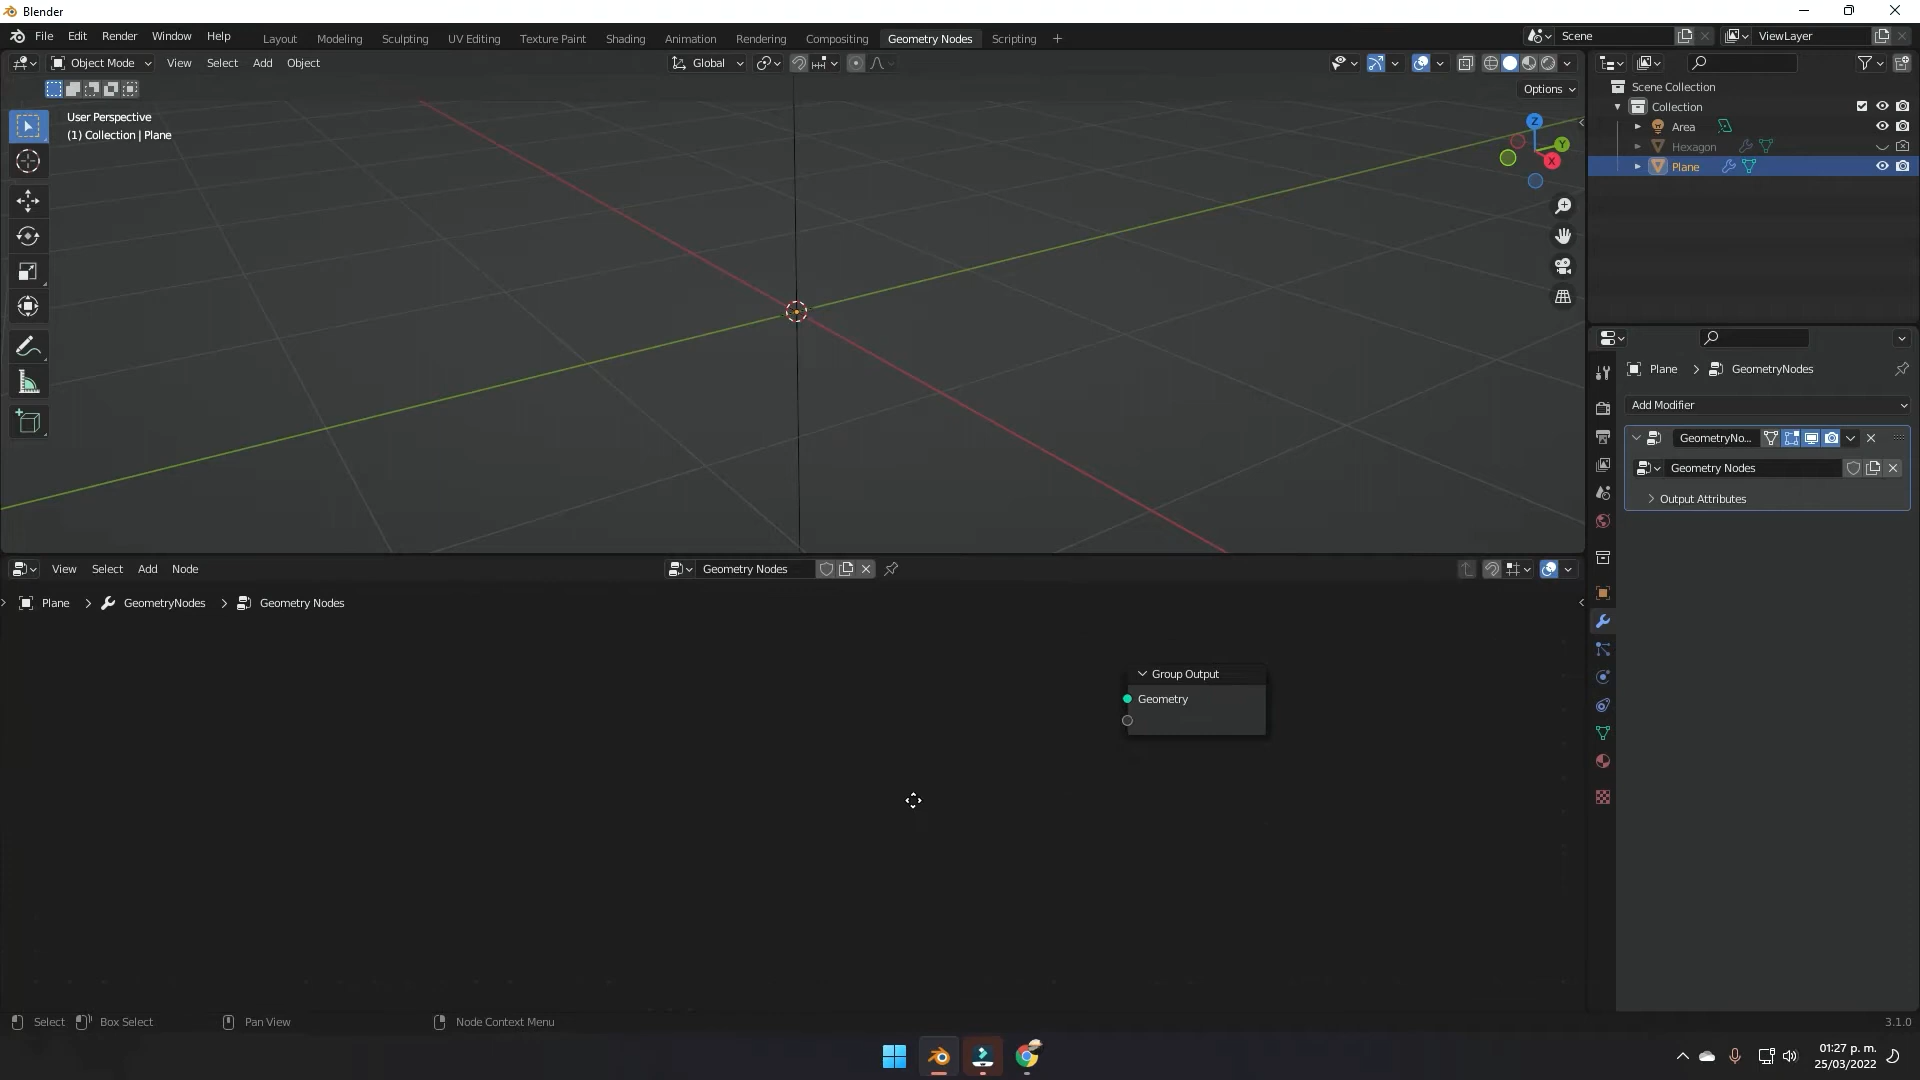 Blender
File Edit Render Window Help
Layout Modeling Sculpting UV Editing Texture Paint Shading Animation Rendering Compositing Geometry Nodes Scripting +
Scene
ViewLayer
Object Mode View Select Add Object
Global
Options
User Perspective
(1) Collection | Plane
Z
Y
X
Scene Collection
Collection
Area
Hexagon
Plane
Plane > GeometryNodes
Add Modifier
GeometryNo...
Geometry Nodes
Output Attributes
View Select Add Node
Geometry Nodes
Plane > GeometryNodes > Geometry Nodes
Group Output
Geometry
Select Box Select Pan View Node Context Menu
3.1.0
01:27 p. m.
25/03/2022